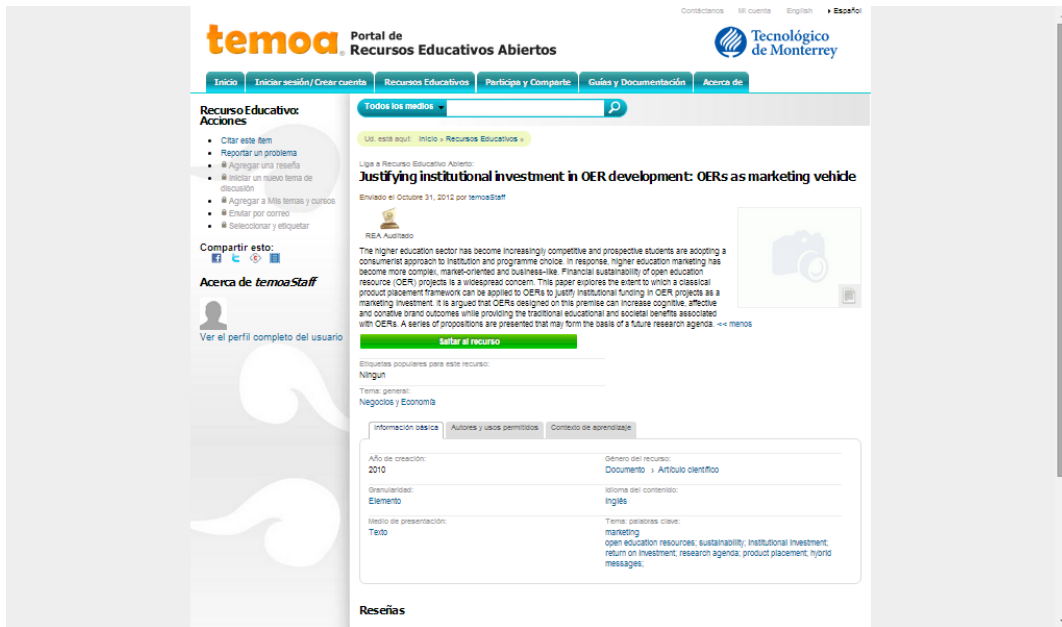 Contáctanos Mi cuenta English Español
temoa Portal de
Recursos Educativos Abiertos
Tecnológico
de Monterrey
Inicio Iniciar sesión/Crear cuenta Recursos Educativos Participa y Comparte Guías y Documentación Acerca de
Recurso Educativo:
Acciones
Citar este ítem
Reportar un problema
Agregar una reseña
Iniciar un nuevo tema de
discusión
Agregar a Mis temas y cursos
Enviar por correo
Seleccionar y etiquetar
Compartir esto:
Acerca de temoaStaff
Ver el perfil completo del usuario
Todos los medios
Ud. está aquí: Inicio » Recursos Educativos »
Liga a Recurso Educativo Abierto:
Justifying institutional investment in OER development: OERs as marketing vehicle
Enviado el Octubre 31, 2012 por temoaStaff
REA Auditado
The higher education sector has become increasingly competitive and prospective students are adopting a
consumerist approach to institution and programme choice. In response, higher education marketing has
become more complex, market-oriented and business-like. Financial sustainability of open education
resource (OER) projects is a widespread concern. This paper explores the extent to which a classical
product placement framework can be applied to OERs to justify institutional funding in OER projects as a
marketing investment. It is argued that OERs designed on this premise can increase cognitive, affective
and conative brand outcomes while providing the traditional educational and societal benefits associated
with OERs. A series of propositions are presented that may form the basis of a future research agenda. << menos
Saltar al recurso
Etiquetas populares para este recurso:
Ningun
Tema: general:
Negocios y Economía
Información básica Autores y usos permitidos Contexto de aprendizaje
Año de creación:
2010
Género del recurso:
Documento › Artículo científico
Granularidad:
Elemento
Idioma del contenido:
Inglés
Medio de presentación:
Texto
Tema: palabras clave:
marketing
open education resources; sustainability; institutional investment;
return on investment; research agenda; product placement; hybrid
messages;
Reseñas